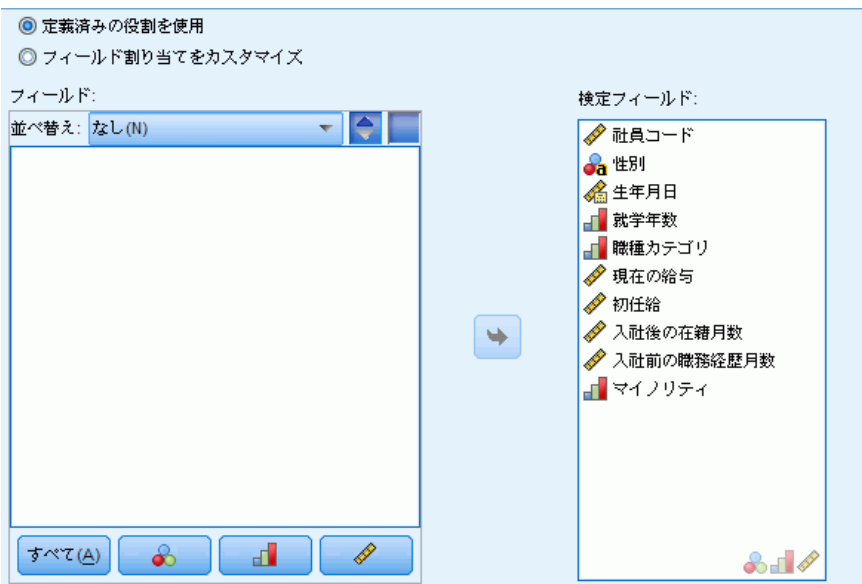 定義済みの役割を使用
フィールド割り当てをカスタマイズ
フィールド:
並べ替え: なし(N)
すべて(A)
検定フィールド:
社員コード
a 性別
生年月日
就学年数
職種カテゴリ
現在の給与
初任給
入社後の在籍月数
入社前の職務経歴月数
マイノリティ